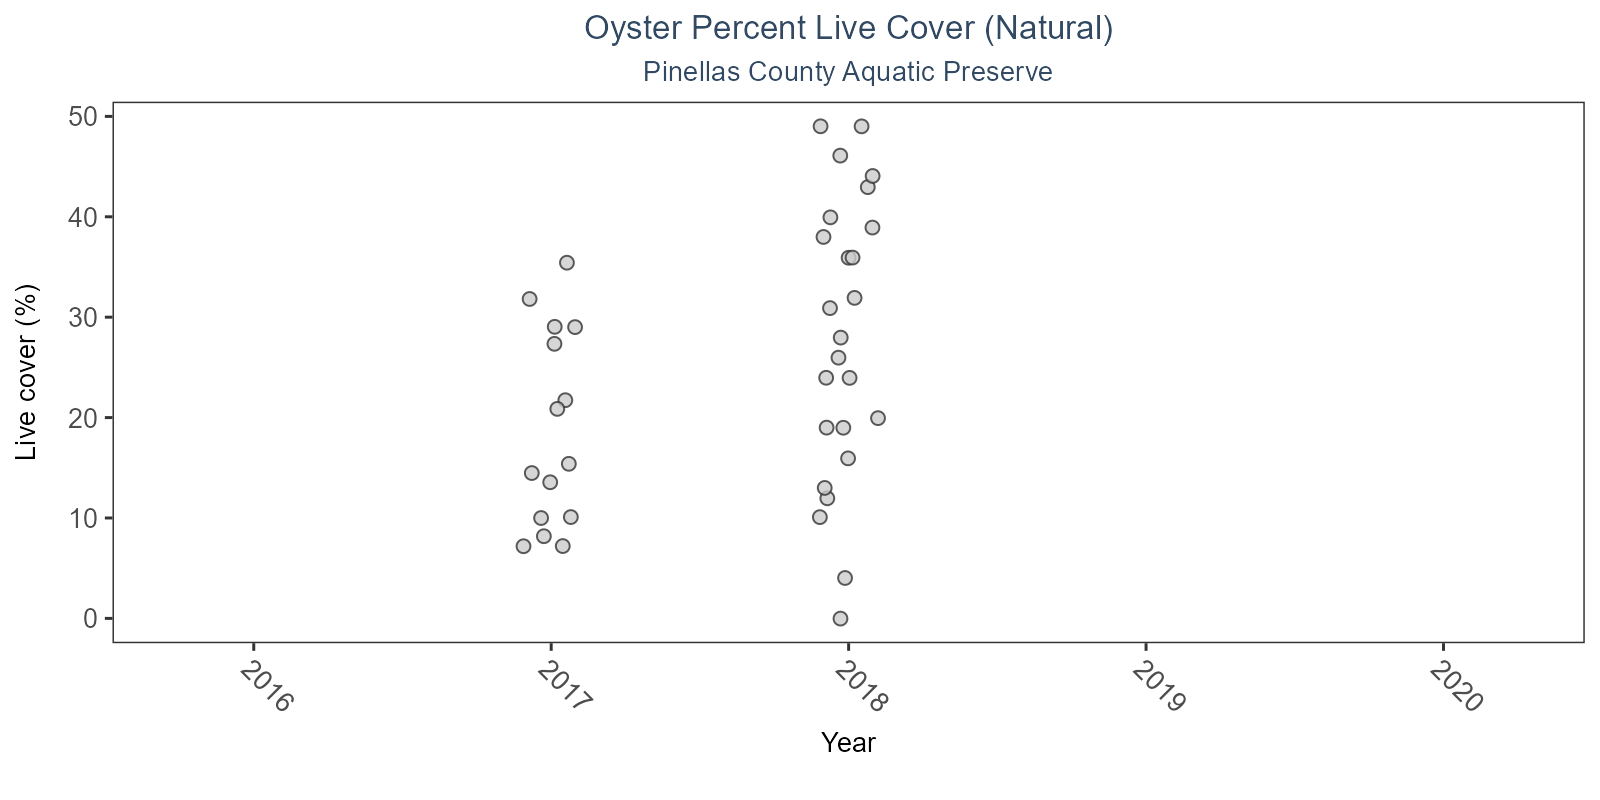 Oyster Percent Live Cover (Natural)
Pinellas County Aquatic Preserve
50
40
30
20
10
0
Live cover (%)
2016
2017
2018
2019
2020
Year